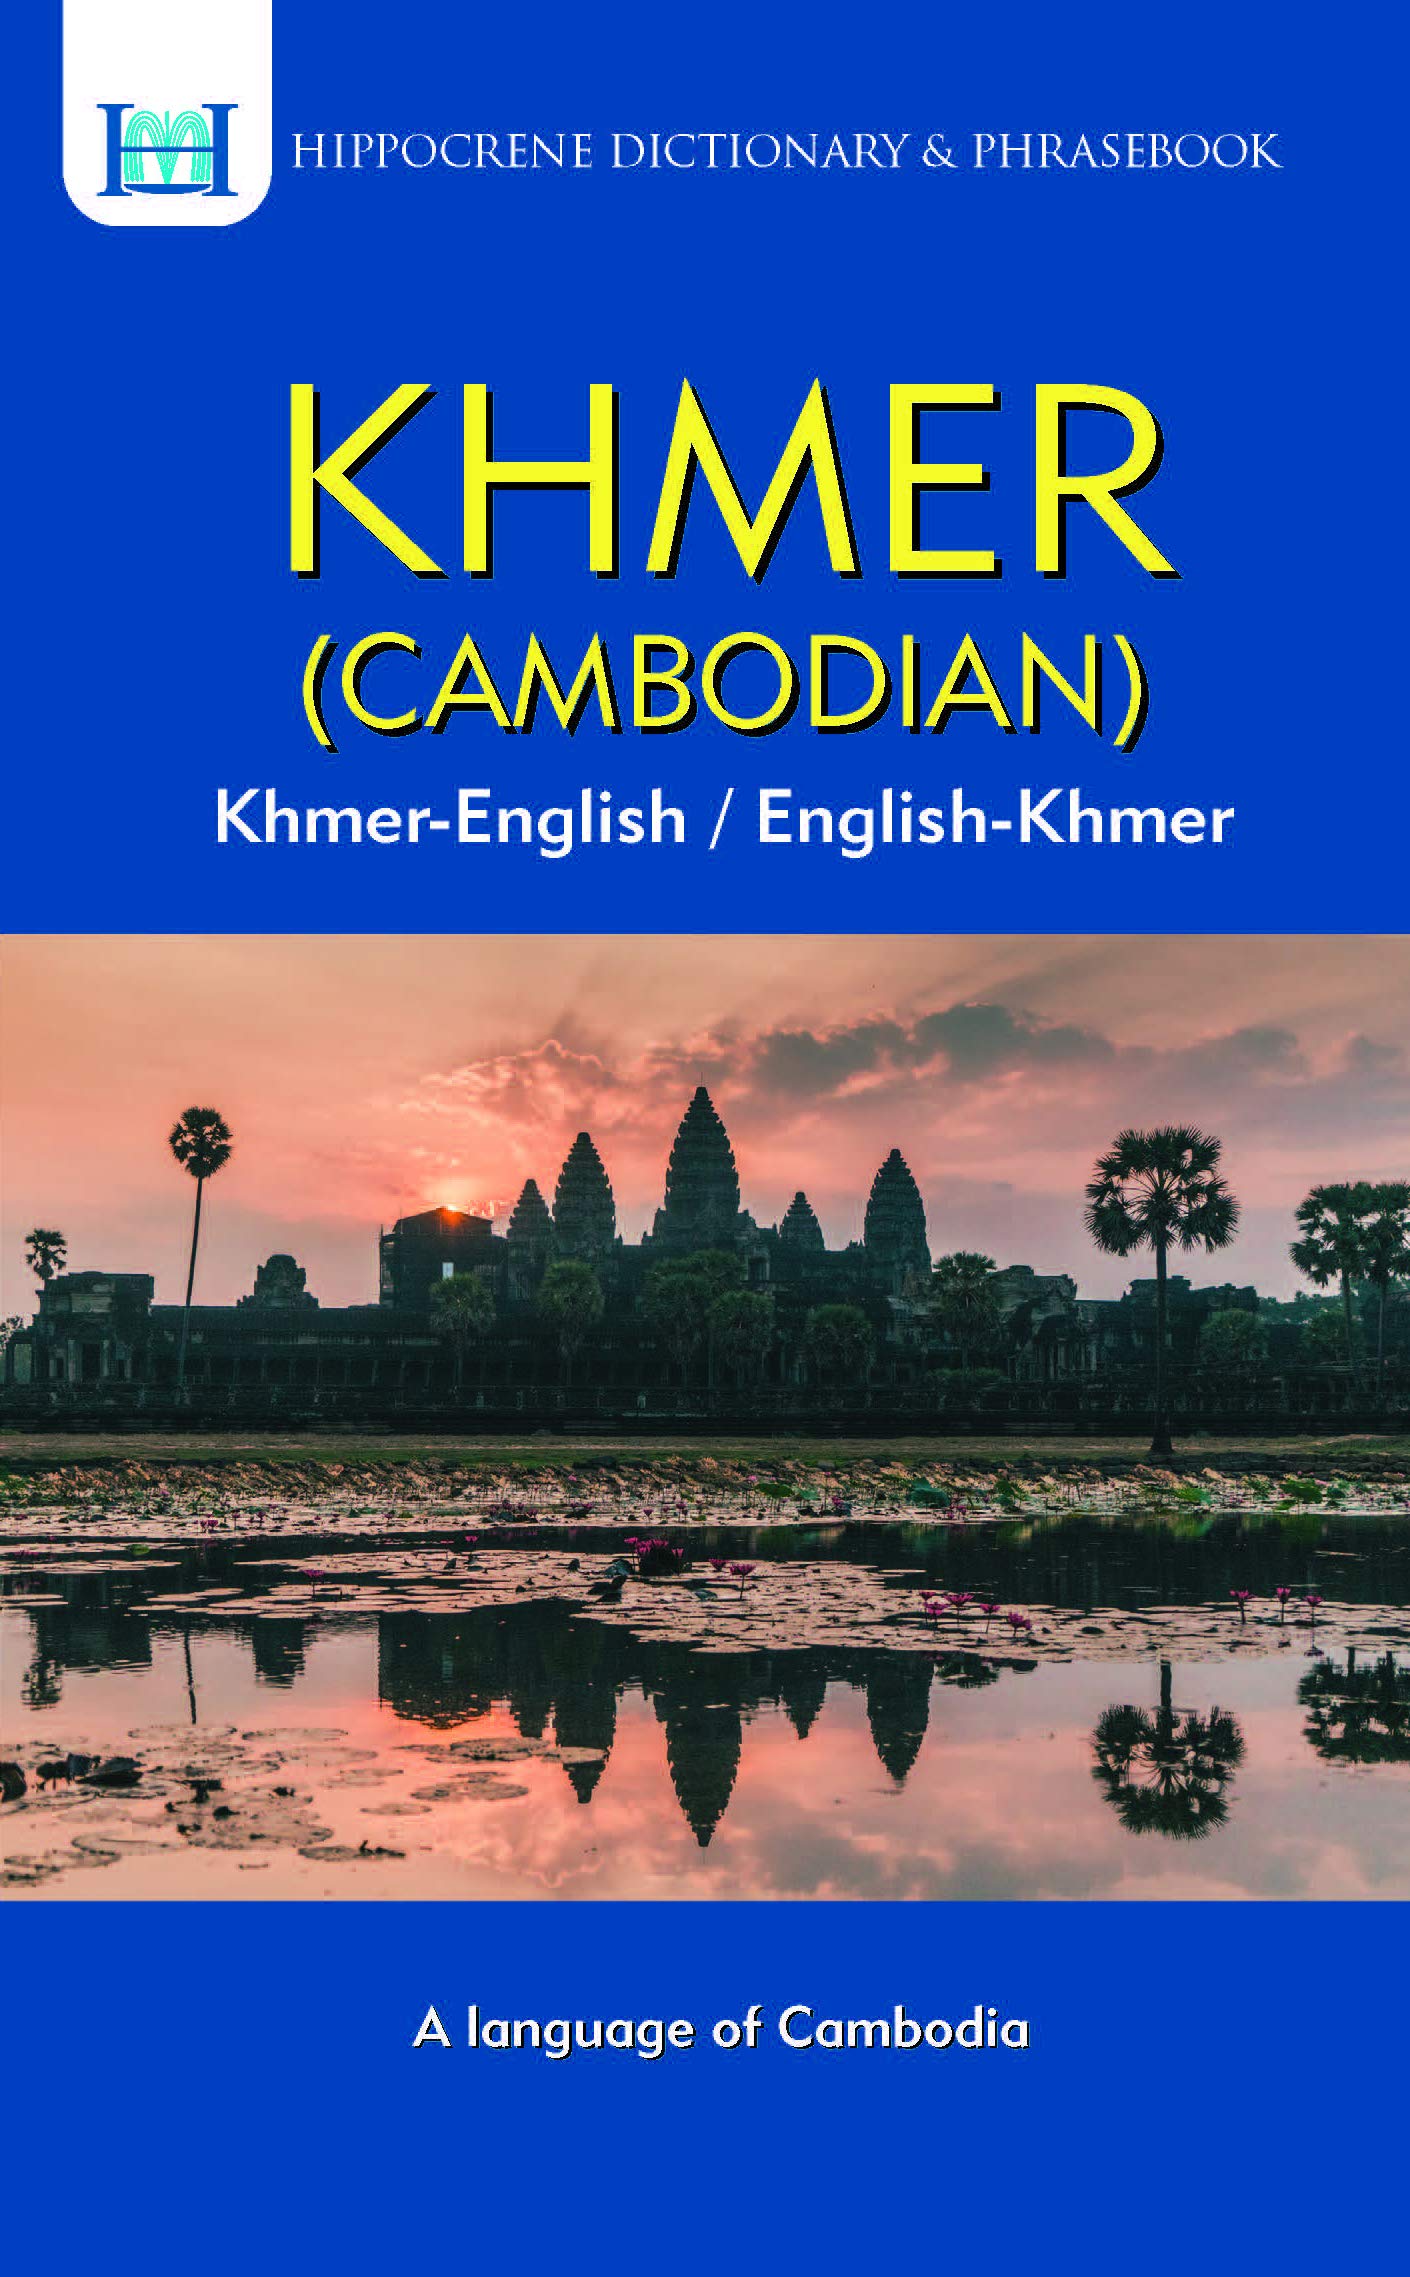 HIPPOCRENE DICTIONARY & PHRASEBOOK
KHMER
(CAMBODIAN)
Khmer-English / English-Khmer
A language of Cambodia